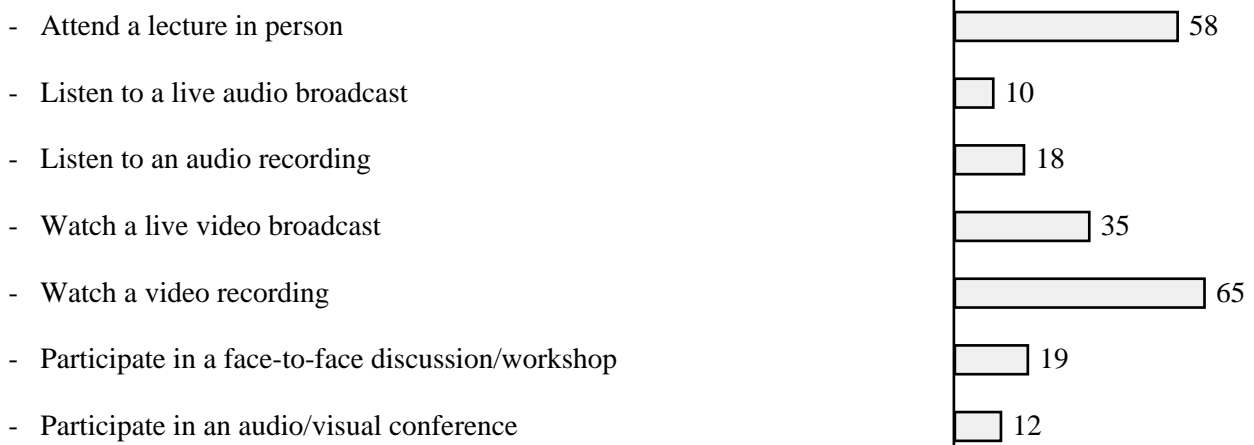 - Attend a lecture in person 58
- Listen to a live audio broadcast 10
- Listen to an audio recording 18
- Watch a live video broadcast 35
- Watch a video recording 65
- Participate in a face-to-face discussion/workshop 19
- Participate in an audio/visual conference 12